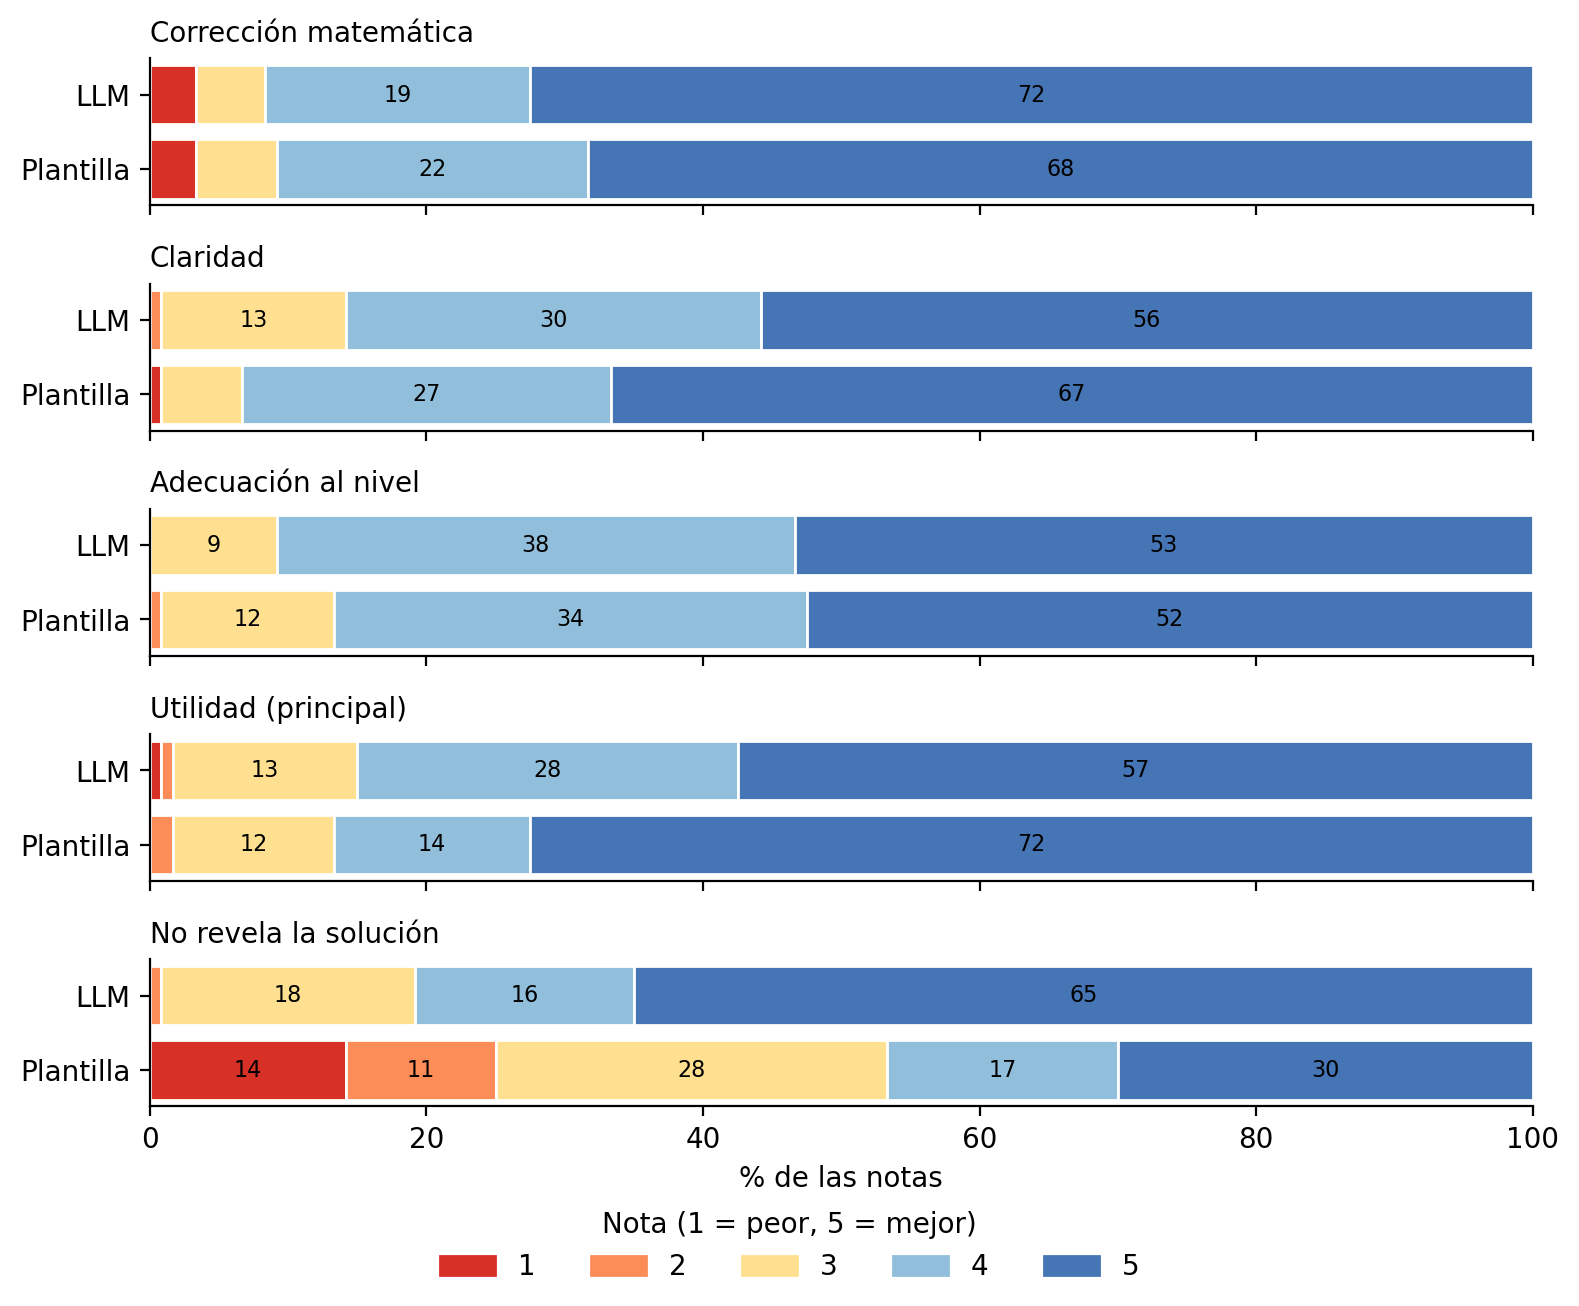 Corrección matemática
LLM 19 72
Plantilla 22 68
Claridad
LLM 13 30 56
Plantilla 27 67
Adecuación al nivel
LLM 9 38 53
Plantilla 12 34 52
Utilidad (principal)
LLM 13 28 57
Plantilla 12 14 72
No revela la solución
LLM 18 16 65
Plantilla 14 11 28 17 30
0 20 40 60 80 100
% de las notas
Nota (1 = peor, 5 = mejor)
1 2 3 4 5